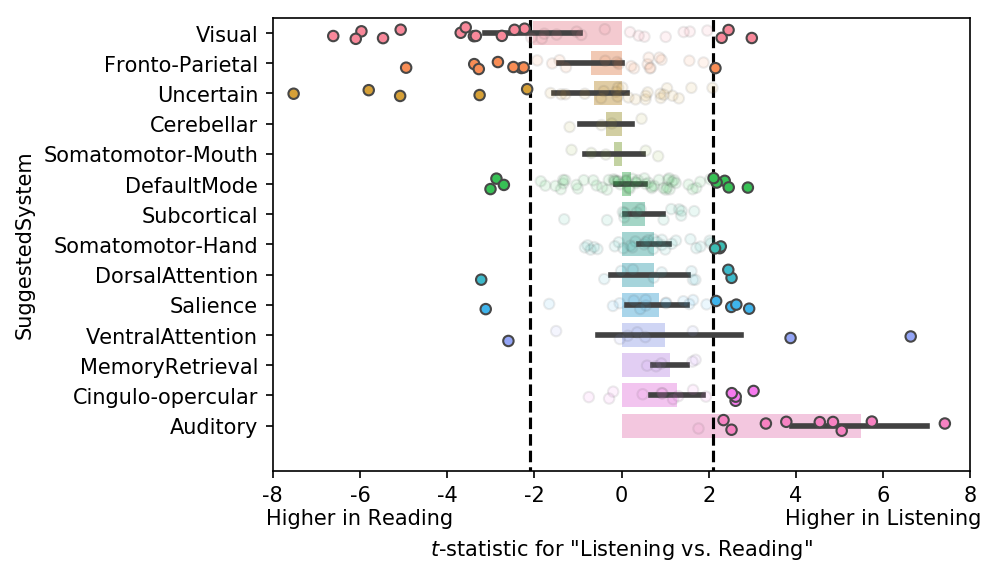 SuggestedSystem
Visual
Fronto-Parietal
Uncertain
Cerebellar
Somatomotor-Mouth
DefaultMode
Subcortical
Somatomotor-Hand
DorsalAttention
Salience
VentralAttention
MemoryRetrieval
Cingulo-opercular
Auditory
-8 -6 -4 -2 0 2 4 6 8
Higher in Reading Higher in Listening
t-statistic for "Listening vs. Reading"